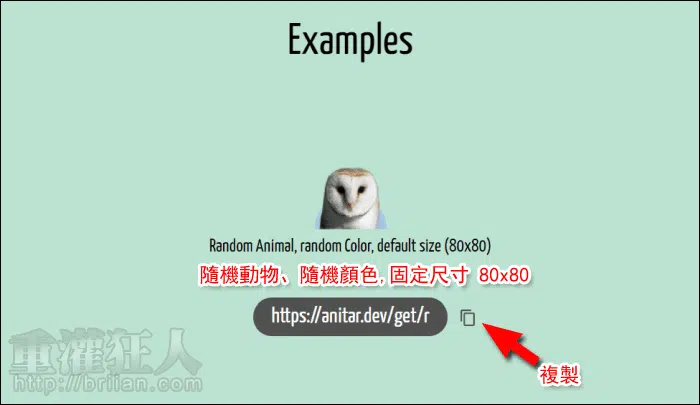 Examples
Random Animal, random Color, default size (80x80)
隨機動物、隨機顏色, 固定尺寸 80x80
https://anitar.dev/get/r
複製
重灌狂人
http://briian.com